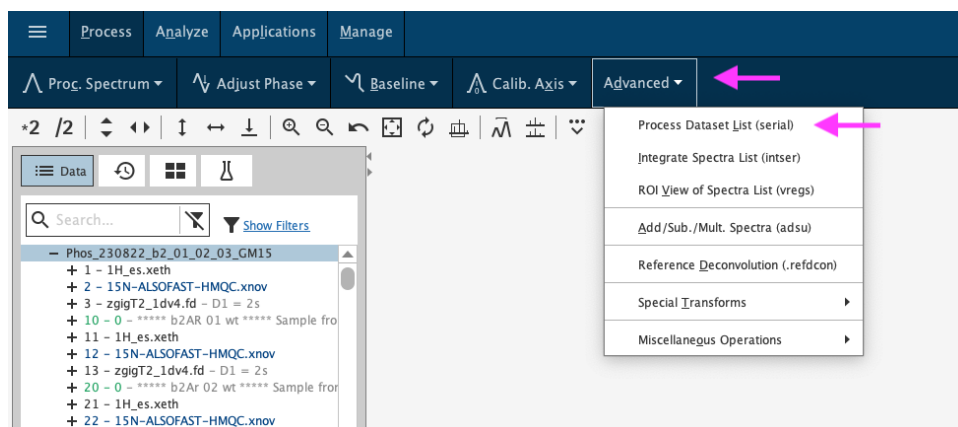 Process Analyze Applications Manage
Proc. Spectrum Adjust Phase Baseline Calib. Axis Advanced
*2 /2
Data
Search... Show Filters
Phos_230822_b2_01_02_03_GM15
1 - 1H_es.xeth
2 - 15N-ALSOFAST-HMQC.xnov
3 - zgigT2_1dv4.fd - D1 = 2s
10 - 0 - ***** b2AR 01 wt ***** Sample fro
11 - 1H_es.xeth
12 - 15N-ALSOFAST-HMQC.xnov
13 - zgigT2_1dv4.fd - D1 = 2s
20 - 0 - ***** b2Ar 02 wt ***** Sample fror
21 - 1H_es.xeth
22 - 15N-ALSOFAST-HMQC.xnov
Process Dataset List (serial)
Integrate Spectra List (intser)
ROI View of Spectra List (vregs)
Add/Sub./Mult. Spectra (adsu)
Reference Deconvolution (.refdcon)
Special Transforms
Miscellaneous Operations